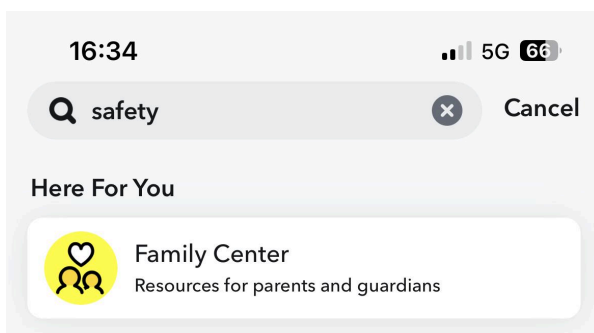 16:34 5G 66
safety Cancel
Here For You
Family Center
Resources for parents and guardians